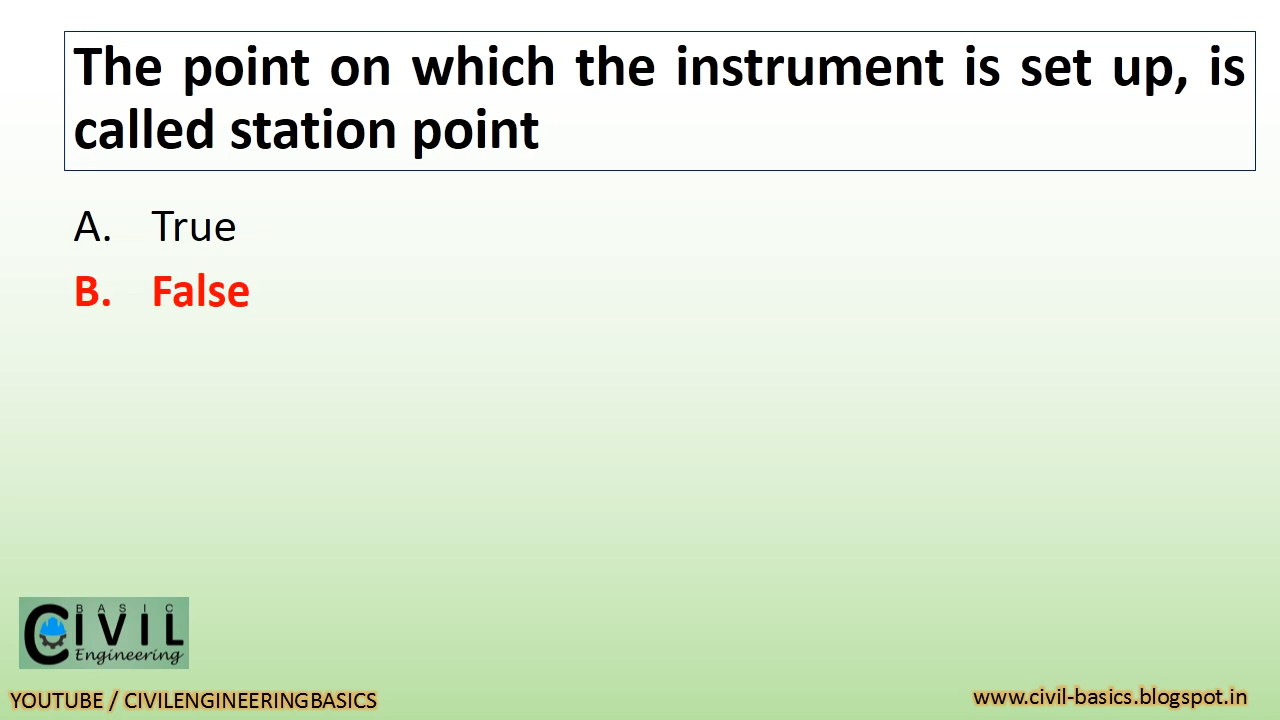 The point on which the instrument is set up, is
called station point
A. True
B. False
BASIC
CIVIL
Engineering
YOUTUBE / CIVILENGINEERINGBASICS
www.civil-basics.blogspot.in